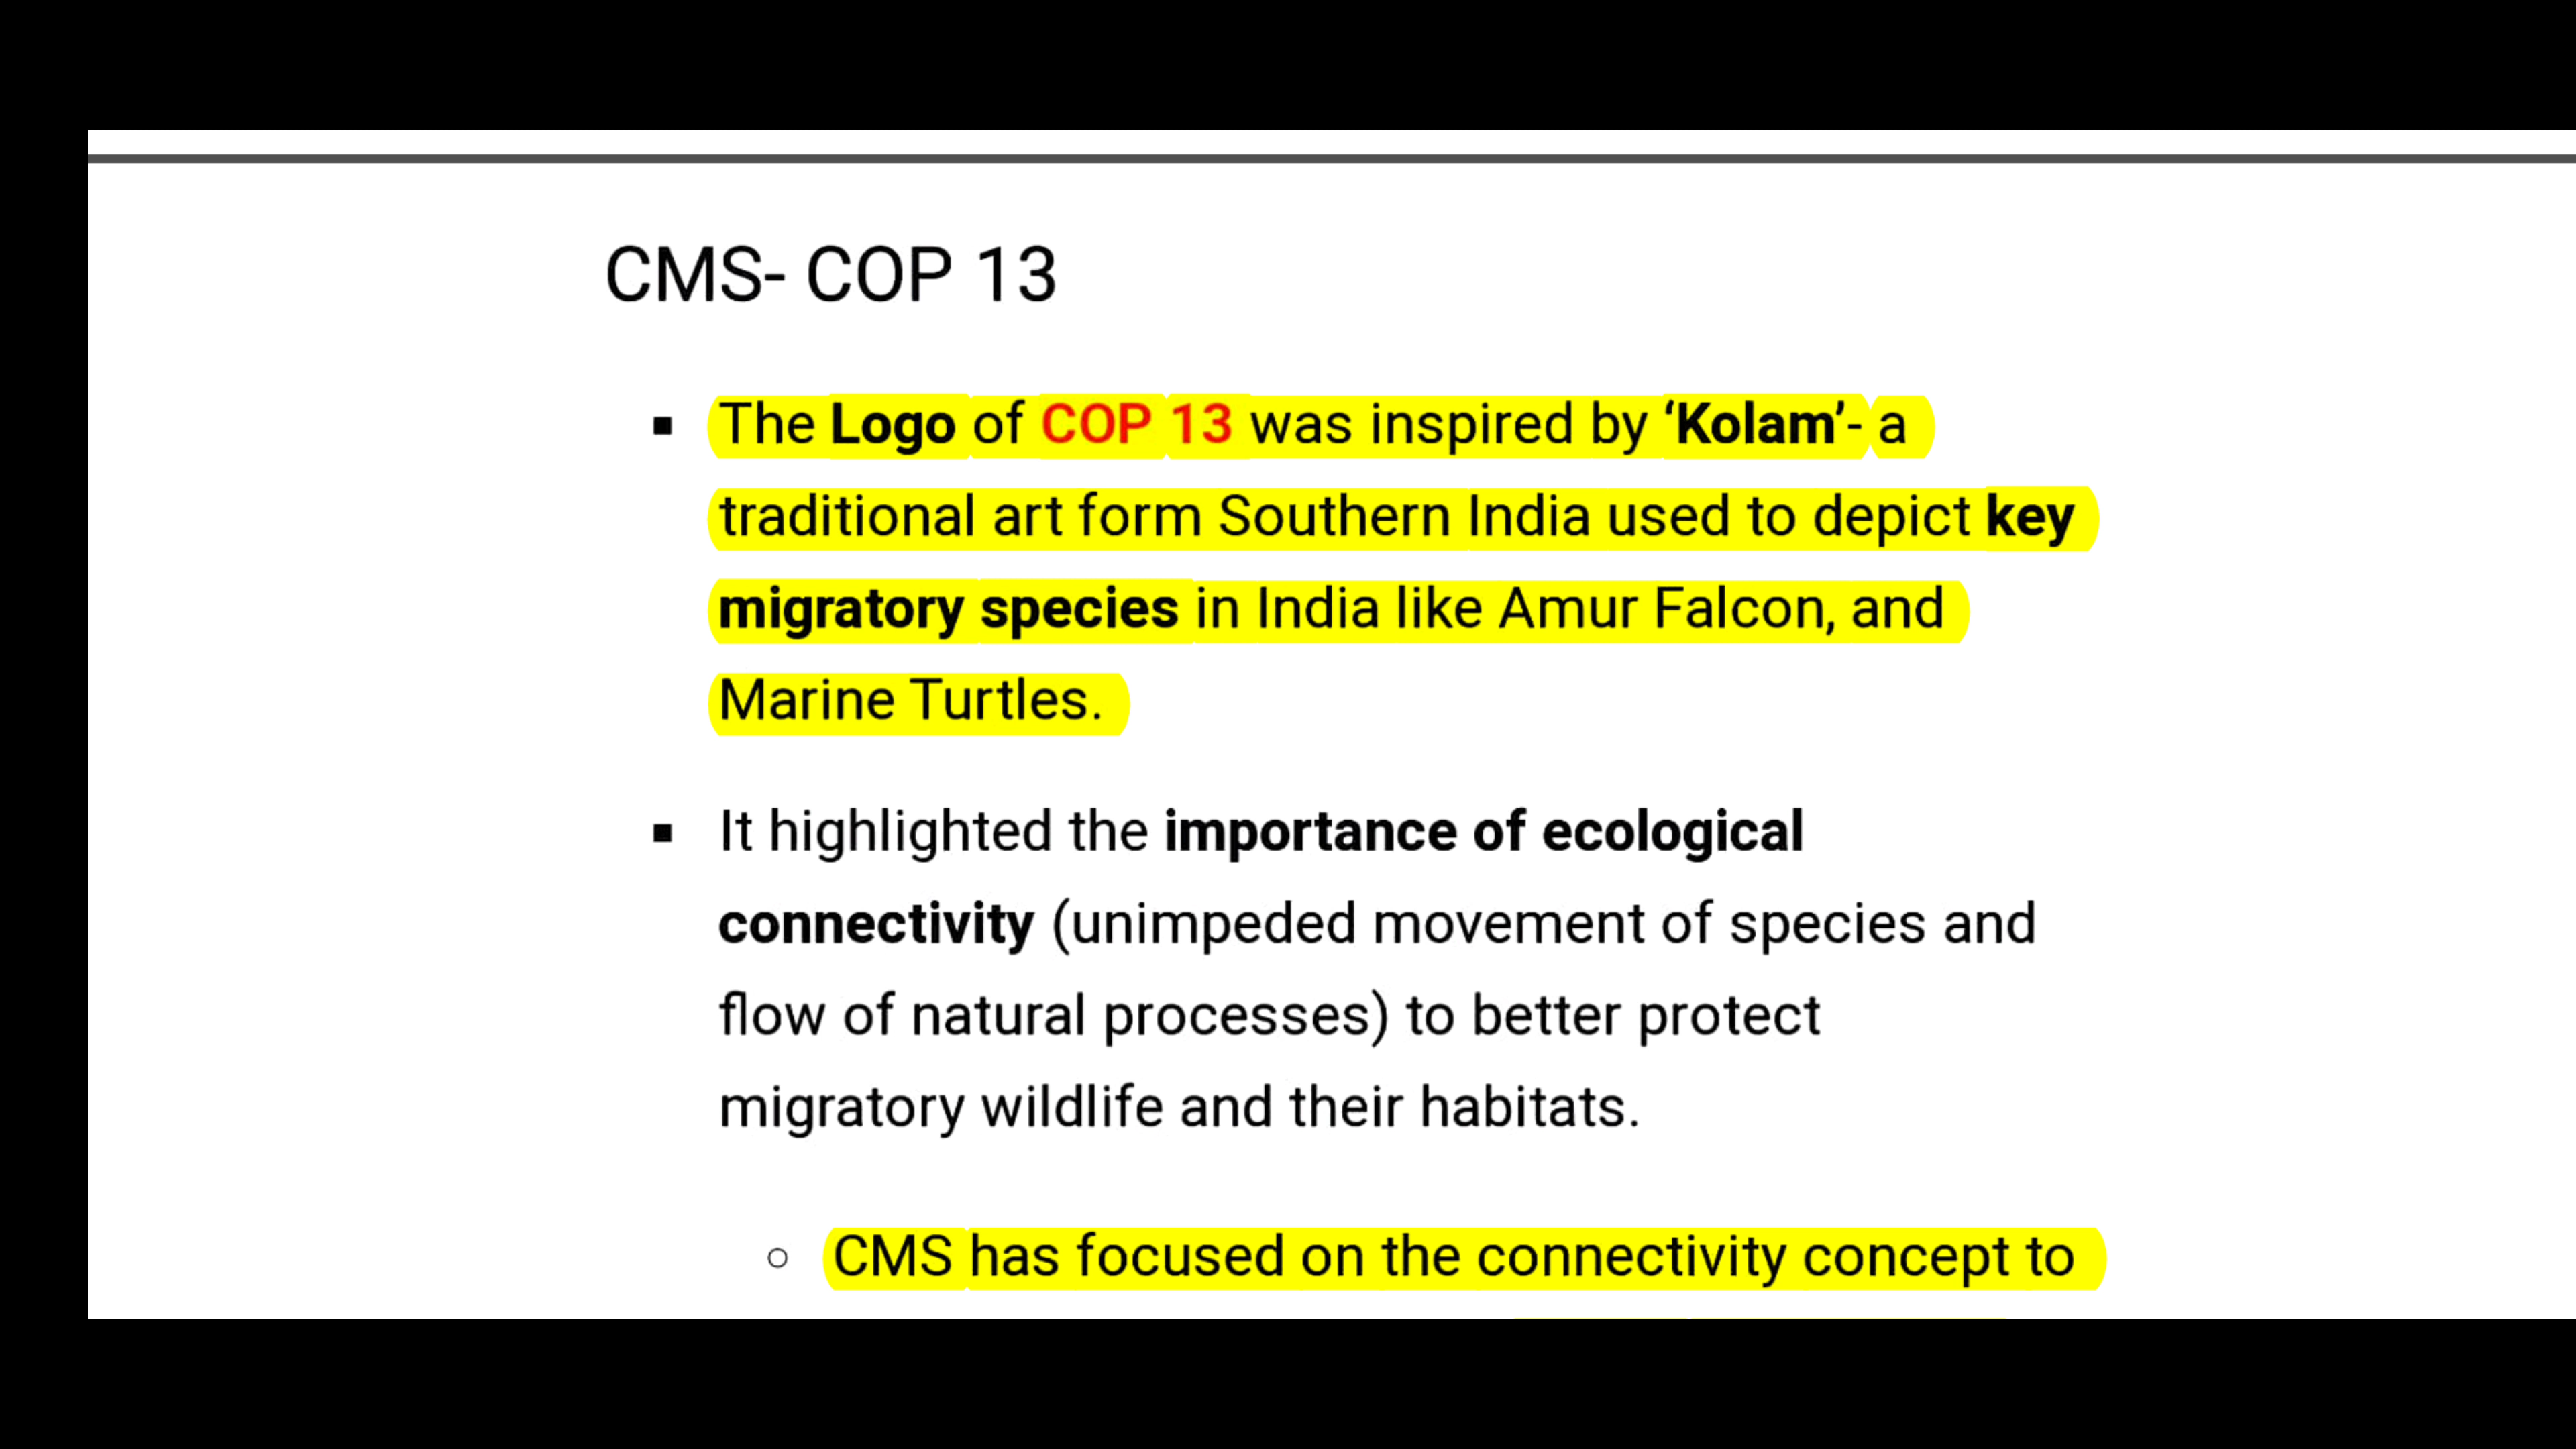 CMS- COP 13
▪ The Logo of COP 13 was inspired by ‘Kolam’- a
traditional art form Southern India used to depict key
migratory species in India like Amur Falcon, and
Marine Turtles.
▪ It highlighted the importance of ecological
connectivity (unimpeded movement of species and
flow of natural processes) to better protect
migratory wildlife and their habitats.
○ CMS has focused on the connectivity concept to